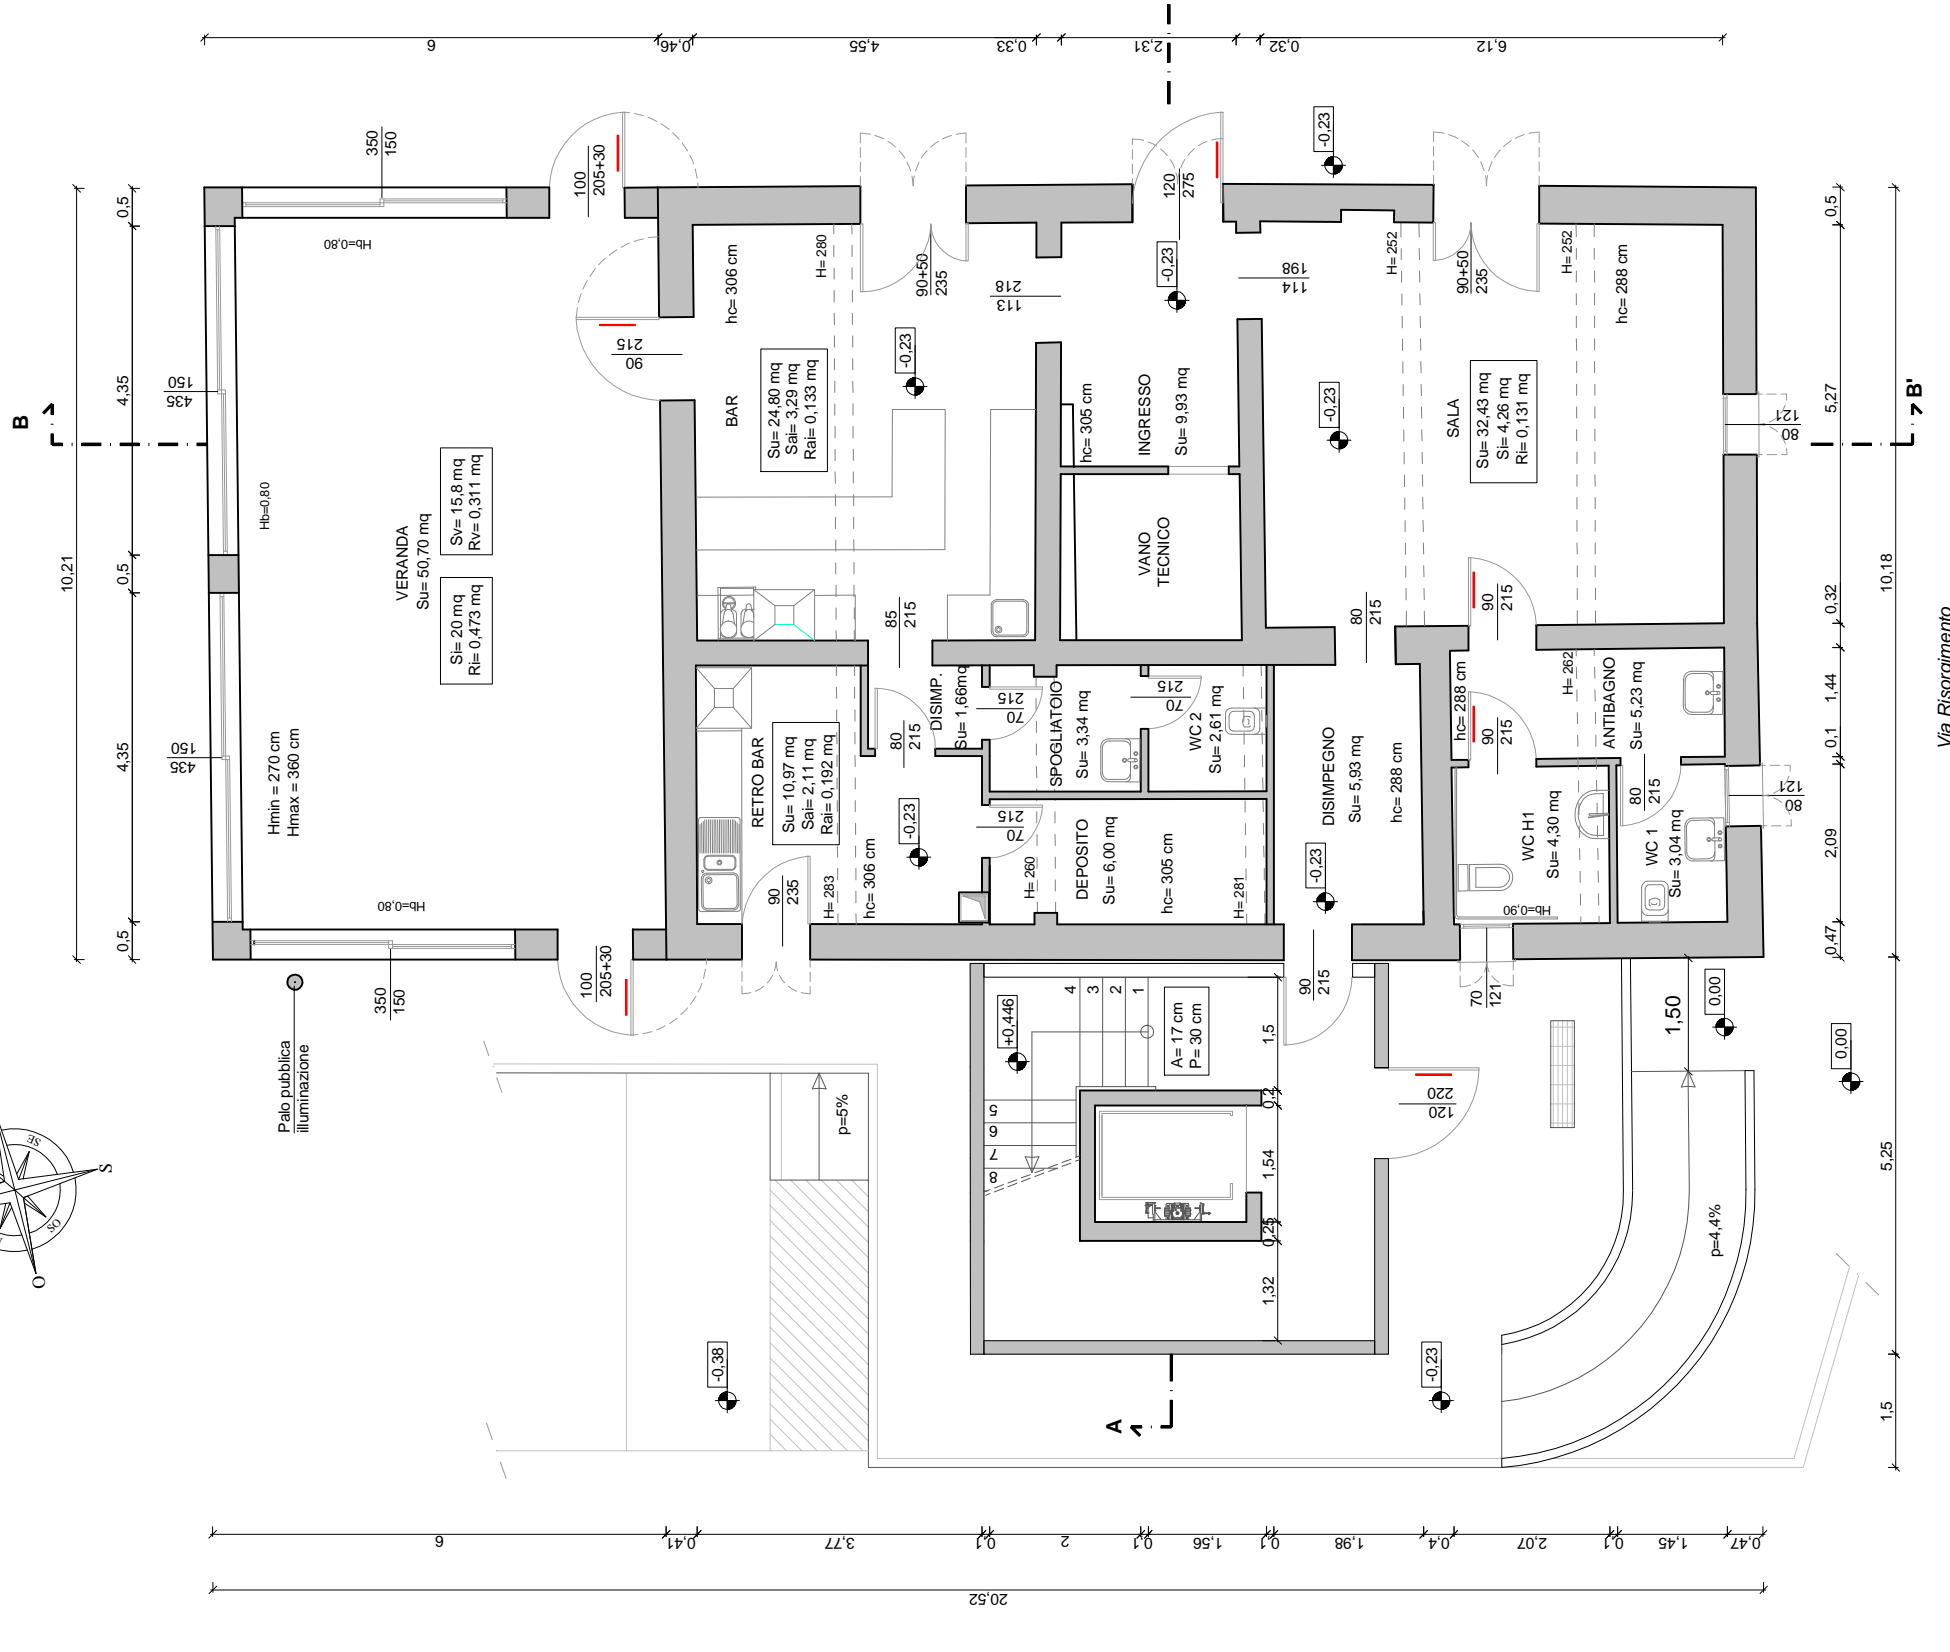 6
0,46
4,55
0,33
2,31
0,32
6,12
0,5
4,35
0,5
4,35
0,5
10,21
B
350
150
100
205+30
Hb=0,80
150
435
Hb=0,80
VERANDA
Su= 50,70 mq
Sv= 15,8 mq
Rv= 0,311 mq
Si= 20 mq
Ri= 0,473 mq
150
435
Hmin = 270 cm
Hmax = 360 cm
Hb=0,80
350
150
100
205+30
Palo pubblica
illuminazione
215
90
hc= 306 cm
H= 280
BAR
Su= 24,80 mq
Sai= 3,29 mq
Rai= 0,133 mq
-0,23
90+50
235
218
113
85
215
120
275
-0,23
hc= 305 cm
INGRESSO
Su= 9,93 mq
VANO
TECNICO
198
114
-0,23
-0,23
H= 252
90+50
235
H= 252
hc= 288 cm
SALA
Su= 32,43 mq
Si= 4,26 mq
Ri= 0,131 mq
80
215
90
215
121
80
B'
RETRO BAR
Su= 10,97 mq
Sai= 2,11 mq
Rai= 0,192 mq
H= 283
hc= 306 cm
90
235
-0,23
80
215
DISIMP.
Su= 1,66mq
215
70
SPOGLIATOIO
Su= 3,34 mq
215
70
WC 2
Su= 2,61 mq
215
70
H= 260
DEPOSITO
Su= 6,00 mq
hc= 305 cm
H= 281
DISIMPEGNO
Su= 5,93 mq
hc= 288 cm
-0,23
90
215
hc= 288 cm
90
215
H= 262
ANTIBAGNO
Su= 5,23 mq
WC H1
Su= 4,30 mq
Hb=0,90
80
215
WC 1
Su= 3,04 mq
121
80
70
121
0,5
5,27
0,32
1,44
0,1
2,09
0,47
10,18
5,25
1,5
Via Risorgimento
+0,446
4
3
2
1
5
6
7
8
A= 17 cm
P= 30 cm
1,5
0,2
1,54
0,25
1,32
220
120
1,50
0,00
0,00
p=4,4%
-0,23
p=5%
-0,38
A
SE
S
SO
O
6
0,41
3,77
0,1
2
0,1
1,56
0,1
1,98
0,4
2,07
0,1
1,45
0,47
20,52